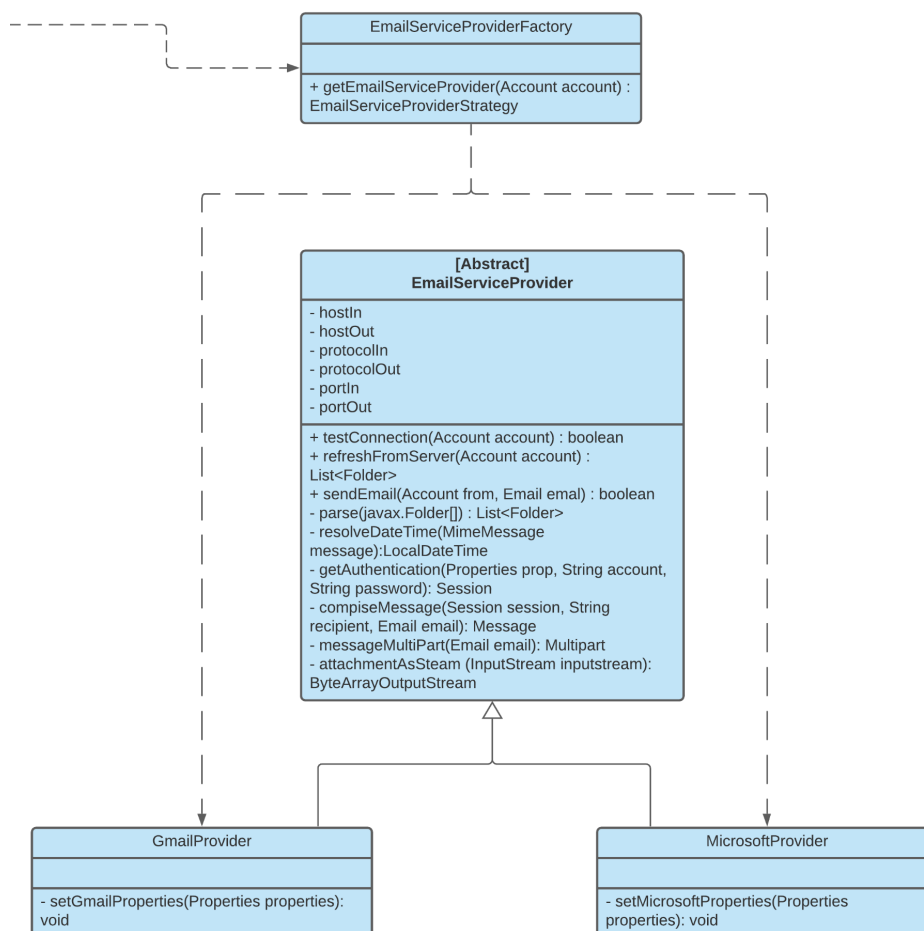 EmailServiceProviderFactory
+ getEmailServiceProvider(Account account) :
EmailServiceProviderStrategy
[Abstract]
EmailServiceProvider
- hostIn
- hostOut
- protocolIn
- protocolOut
- portIn
- portOut
+ testConnection(Account account) : boolean
+ refreshFromServer(Account account) :
List<Folder>
+ sendEmail(Account from, Email emal) : boolean
- parse(javax.Folder[]) : List<Folder>
- resolveDateTime(MimeMessage
message):LocalDateTime
- getAuthentication(Properties prop, String account,
String password): Session
- compiseMessage(Session session, String
recipient, Email email): Message
- messageMultiPart(Email email): Multipart
- attachmentAsSteam (InputStream inputstream):
ByteArrayOutputStream
GmailProvider
- setGmailProperties(Properties properties):
void
MicrosoftProvider
- setMicrosoftProperties(Properties
properties): void